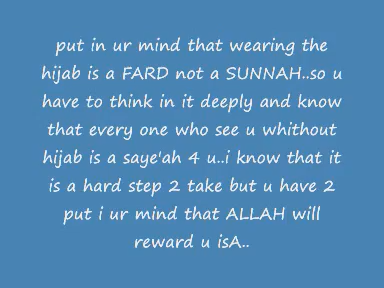 put in ur mind that wearing the
hijab is a FARD not a SUNNAH..so u
have to think in it deeply and know
that every one who see u whithout
hijab is a saye'ah 4 u..i know that it
is a hard step 2 take but u have 2
put i ur mind that ALLAH will
reward u isA..